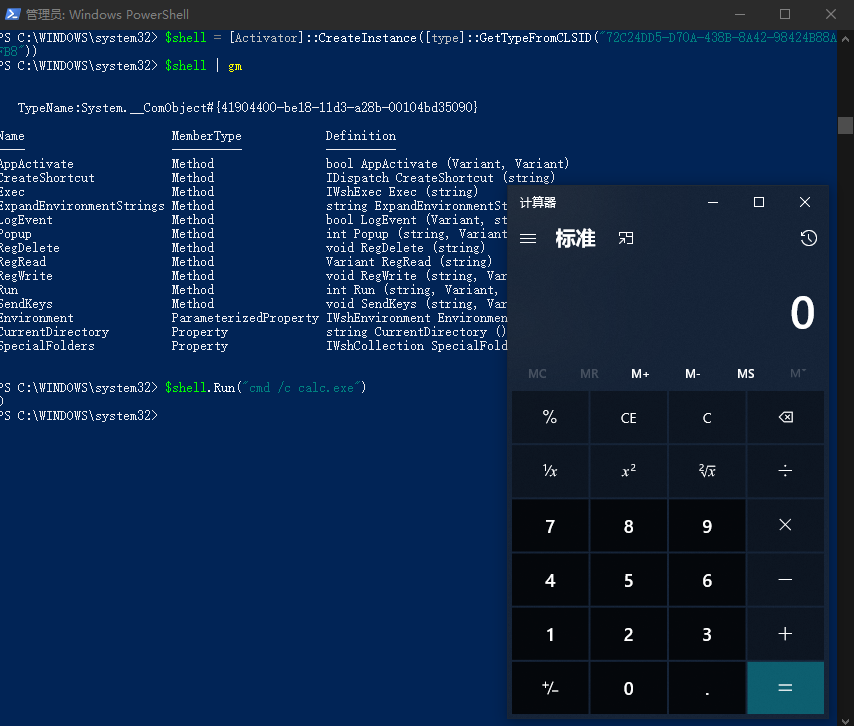 管理员: Windows PowerShell
PS C:\WINDOWS\system32> $shell = [Activator]::CreateInstance([type]::GetTypeFromCLSID("72C24DD5-D70A-438B-8A42-98424B88A
FB8"))
PS C:\WINDOWS\system32> $shell | gm
TypeName:System.__ComObject#{41904400-be18-11d3-a28b-00104bd35090}
Name MemberType Definition
AppActivate Method bool AppActivate (Variant, Variant)
CreateShortcut Method IDispatch CreateShortcut (string)
Exec Method IWshExec Exec (string)
ExpandEnvironmentStrings Method string ExpandEnvironmentSt
LogEvent Method bool LogEvent (Variant, st
Popup Method int Popup (string, Variant
RegDelete Method void RegDelete (string)
RegRead Method Variant RegRead (string)
RegWrite Method void RegWrite (string, Var
Run Method int Run (string, Variant,
SendKeys Method void SendKeys (string, Var
Environment ParameterizedProperty IWshEnvironment Environmen
CurrentDirectory Property string CurrentDirectory ()
SpecialFolders Property IWshCollection SpecialFold
PS C:\WINDOWS\system32> $shell.Run("cmd /c calc.exe")
0
PS C:\WINDOWS\system32>
计算器
标准
0
MC MR M+ M- MS M˅
% CE C
¹/x x² ²√x ÷
7 8 9 ×
4 5 6 −
1 2 3 +
+/− 0 . =